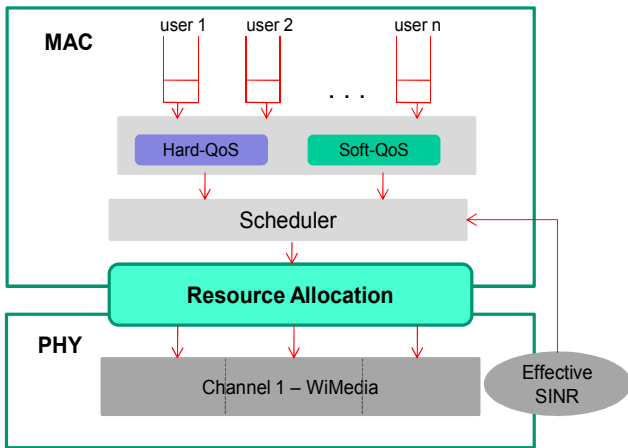 user 1 user 2 user n
MAC
. . .
Hard-QoS Soft-QoS
Scheduler
Resource Allocation
PHY
Channel 1 – WiMedia
Effective
SINR